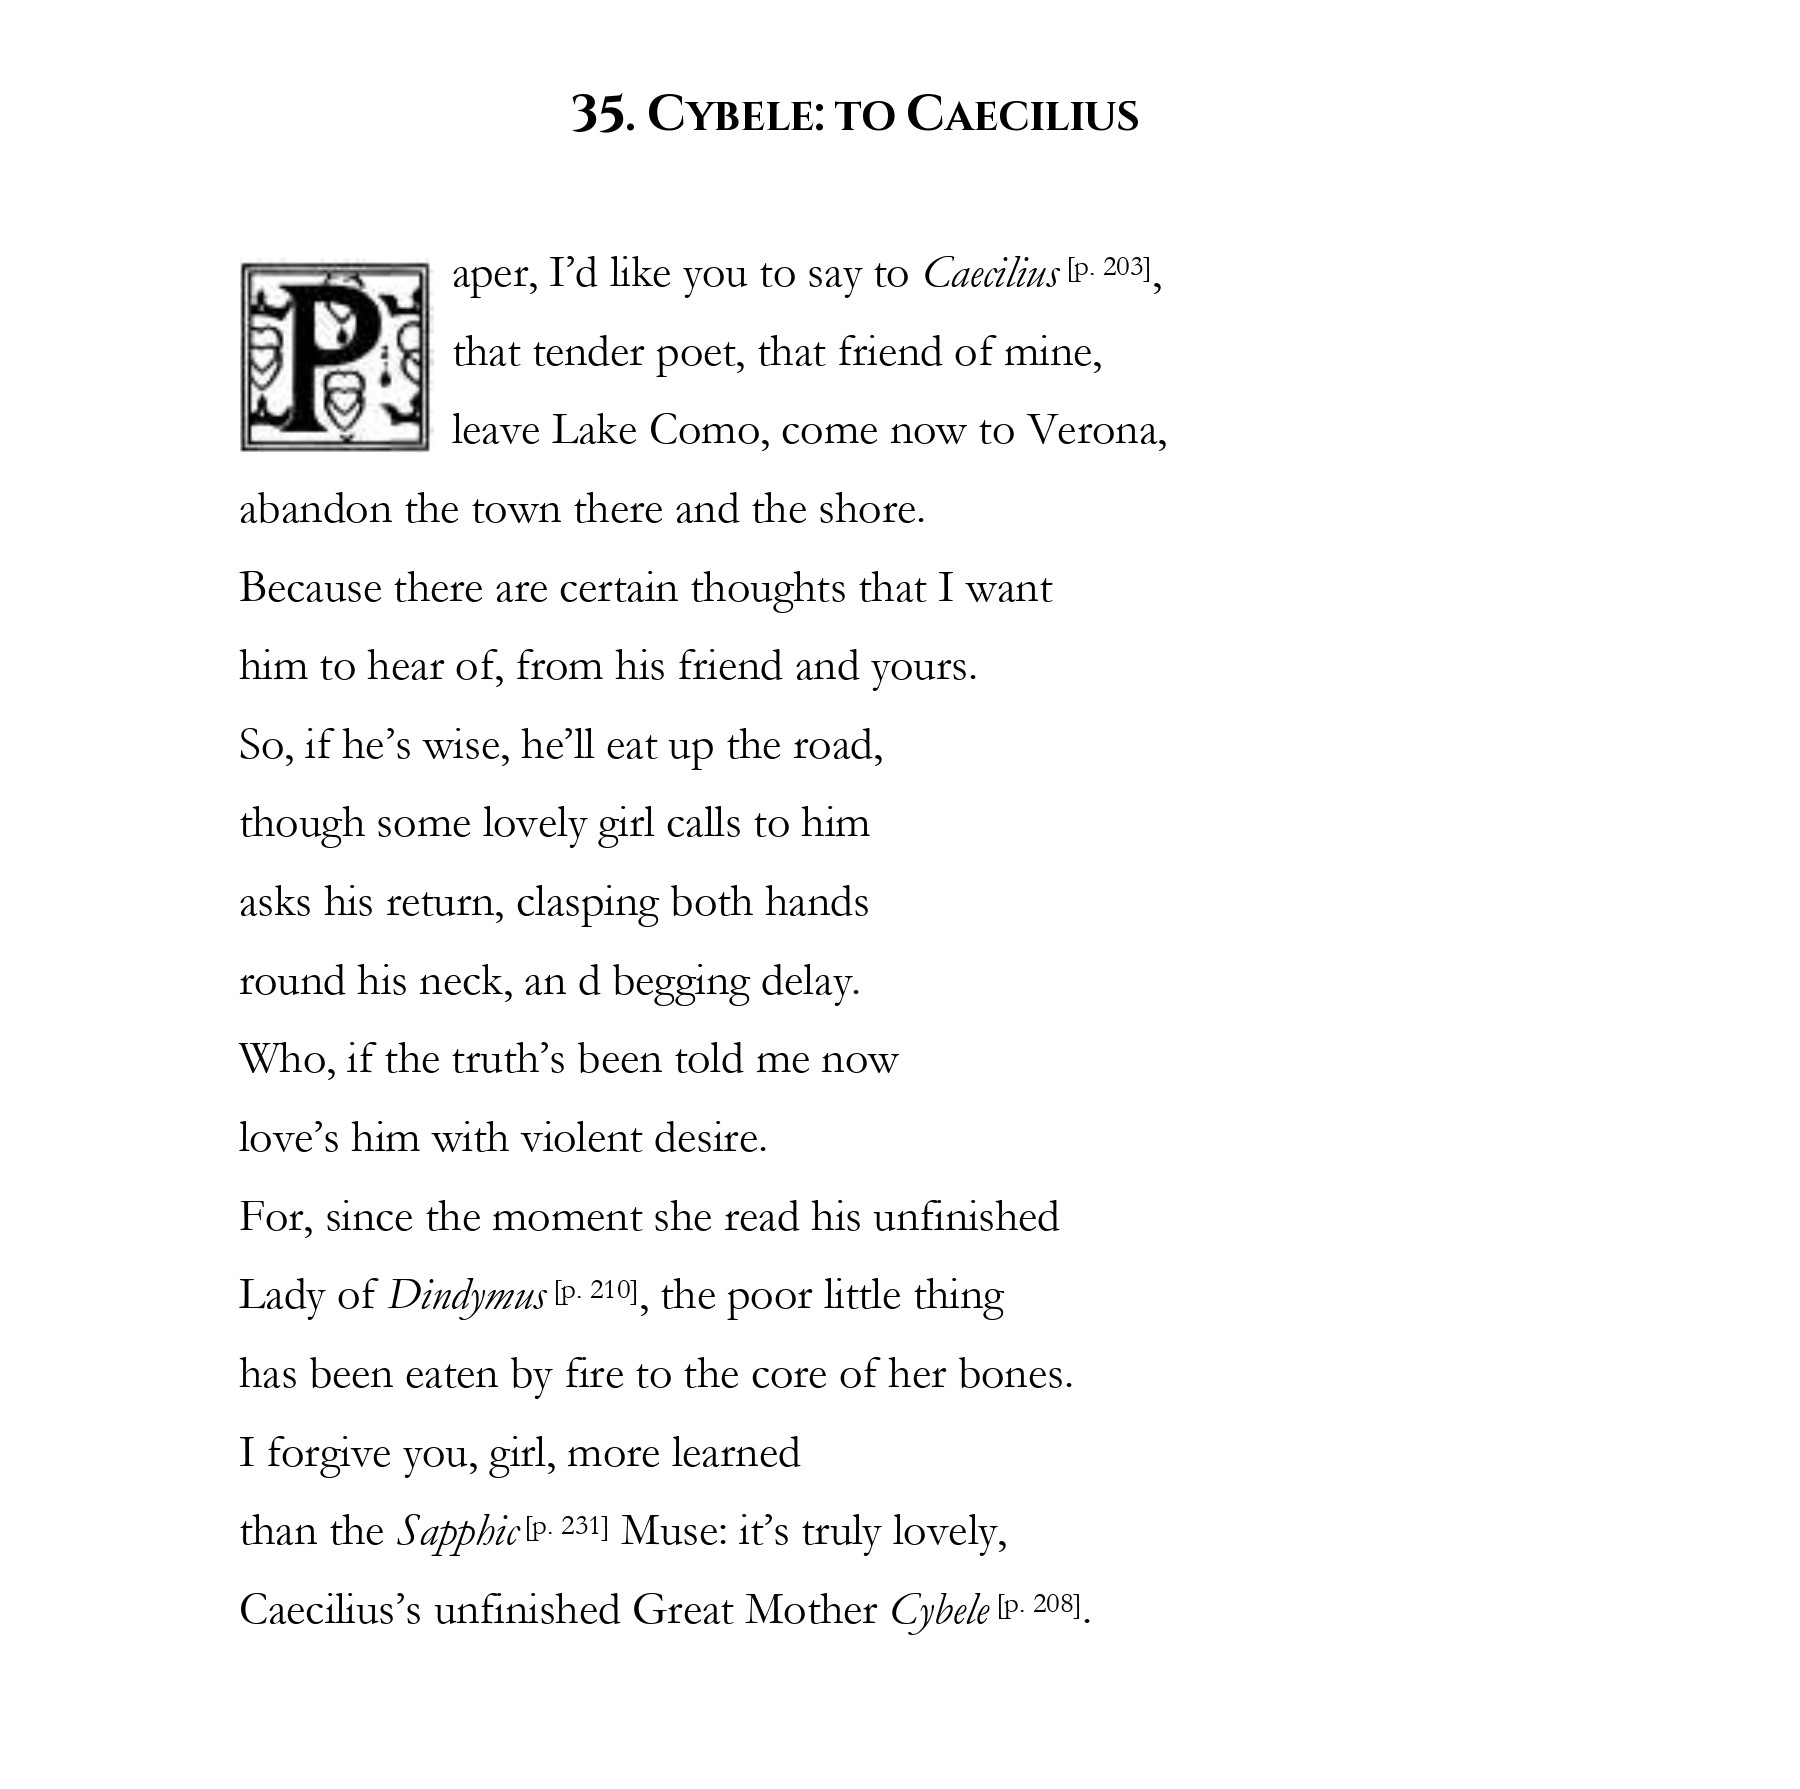 35. Cybele: to Caecilius
Paper, I’d like you to say to Caecilius [p. 203],
that tender poet, that friend of mine,
leave Lake Como, come now to Verona,
abandon the town there and the shore.
Because there are certain thoughts that I want
him to hear of, from his friend and yours.
So, if he’s wise, he’ll eat up the road,
though some lovely girl calls to him
asks his return, clasping both hands
round his neck, an d begging delay.
Who, if the truth’s been told me now
love’s him with violent desire.
For, since the moment she read his unfinished
Lady of Dindymus [p. 210], the poor little thing
has been eaten by fire to the core of her bones.
I forgive you, girl, more learned
than the Sapphic [p. 231] Muse: it’s truly lovely,
Caecilius’s unfinished Great Mother Cybele [p. 208].